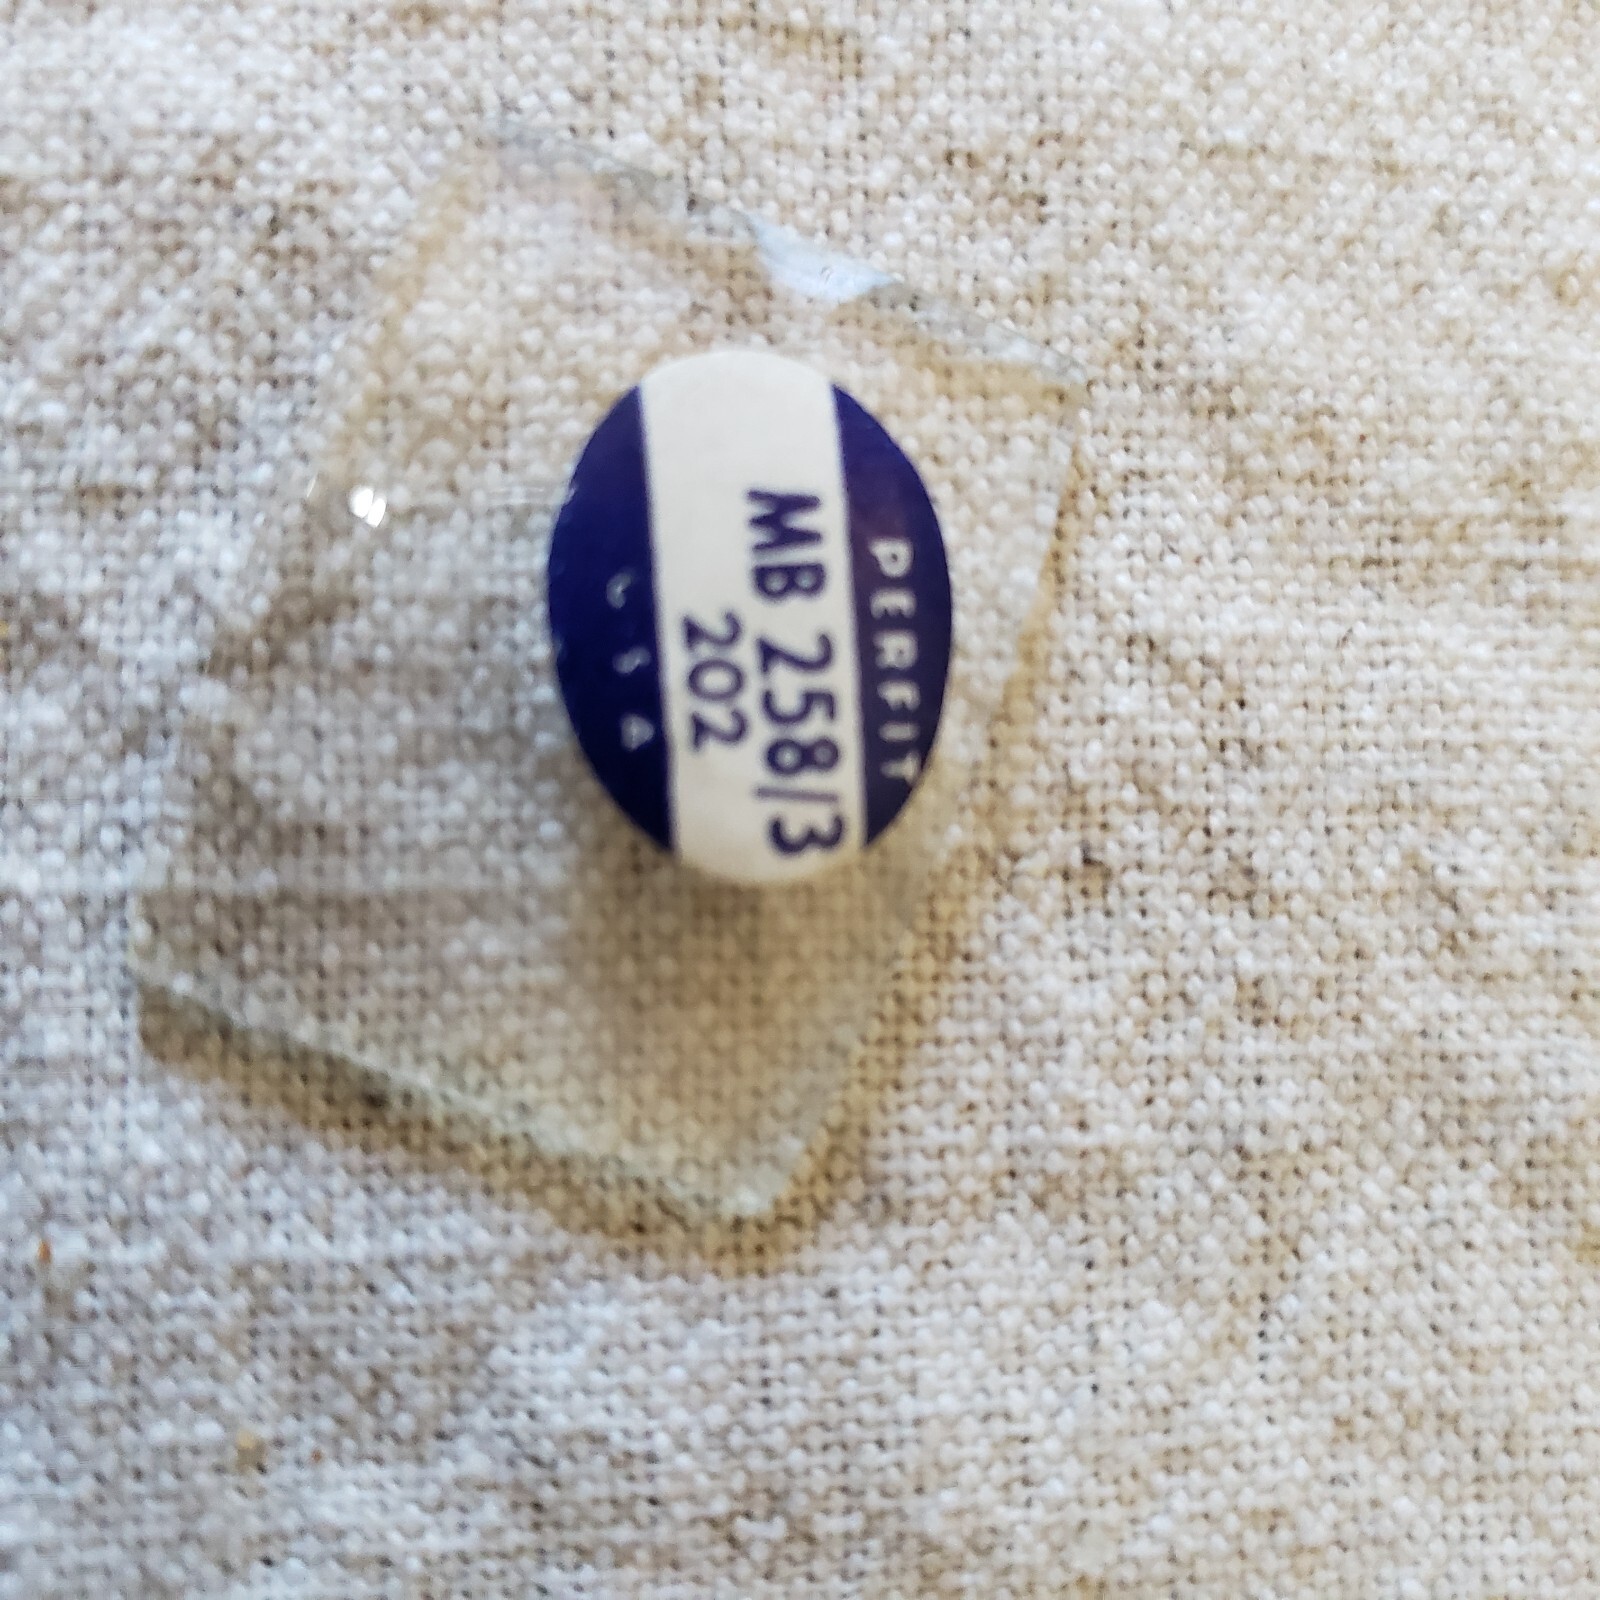 PERFIT
MB 258/3
202
USA